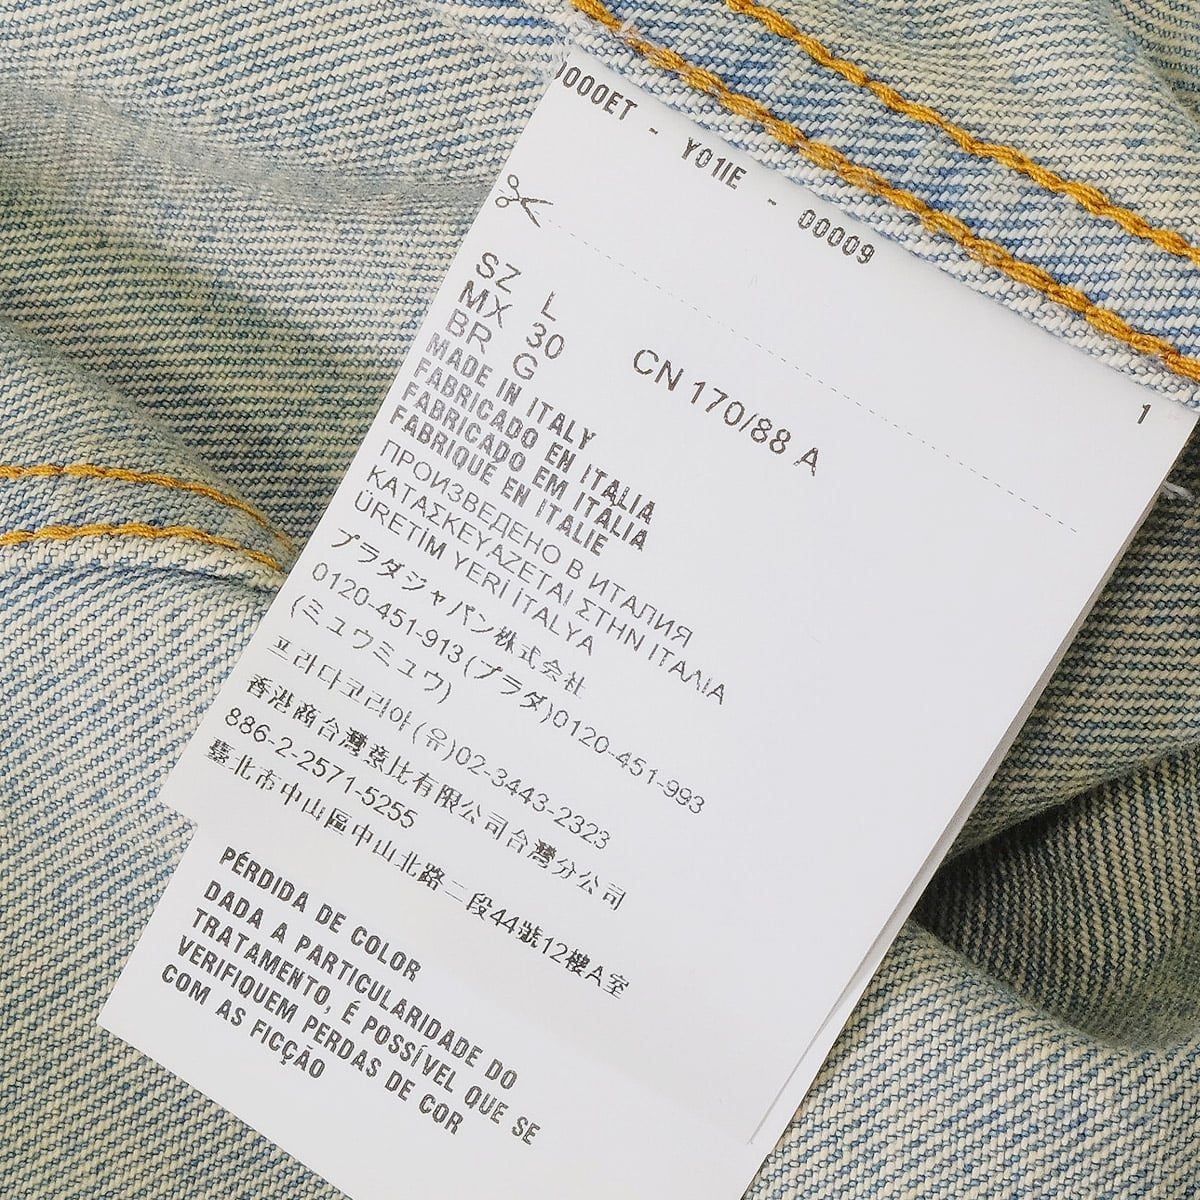 0000ET - Y01IE - 00009
1
SZ L
MX 30 CN 170/88 A
BR G
MADE IN ITALY
FABRICADO EN ITALIA
FABRICADO EM ITÁLIA
FABRIQUÉ EN ITALIE
ПРОИЗВЕДЕНО В ИТАЛИЯ
ΚΑΤΑΣΚΕΥΑΖΕΤΑΙ ΣΤΗΝ ΙΤΑΛΙΑ
ÜRETİM YERİ İTALYA
プラダジャパン株式会社
0120-451-913(プラダ)0120-451-993
(ミュウミュウ)
프라다코리아(유)02-3443-2323
香港商台灣意比有限公司台灣分公司
886-2-2571-5255
臺北市中山區中山北路二段44號12樓A室
PÉRDIDA DE COLOR
DADA A PARTICULARIDADE DO
TRATAMENTO, É POSSÍVEL QUE SE
VERIFIQUEM PERDAS DE COR
COM AS FICÇÃO